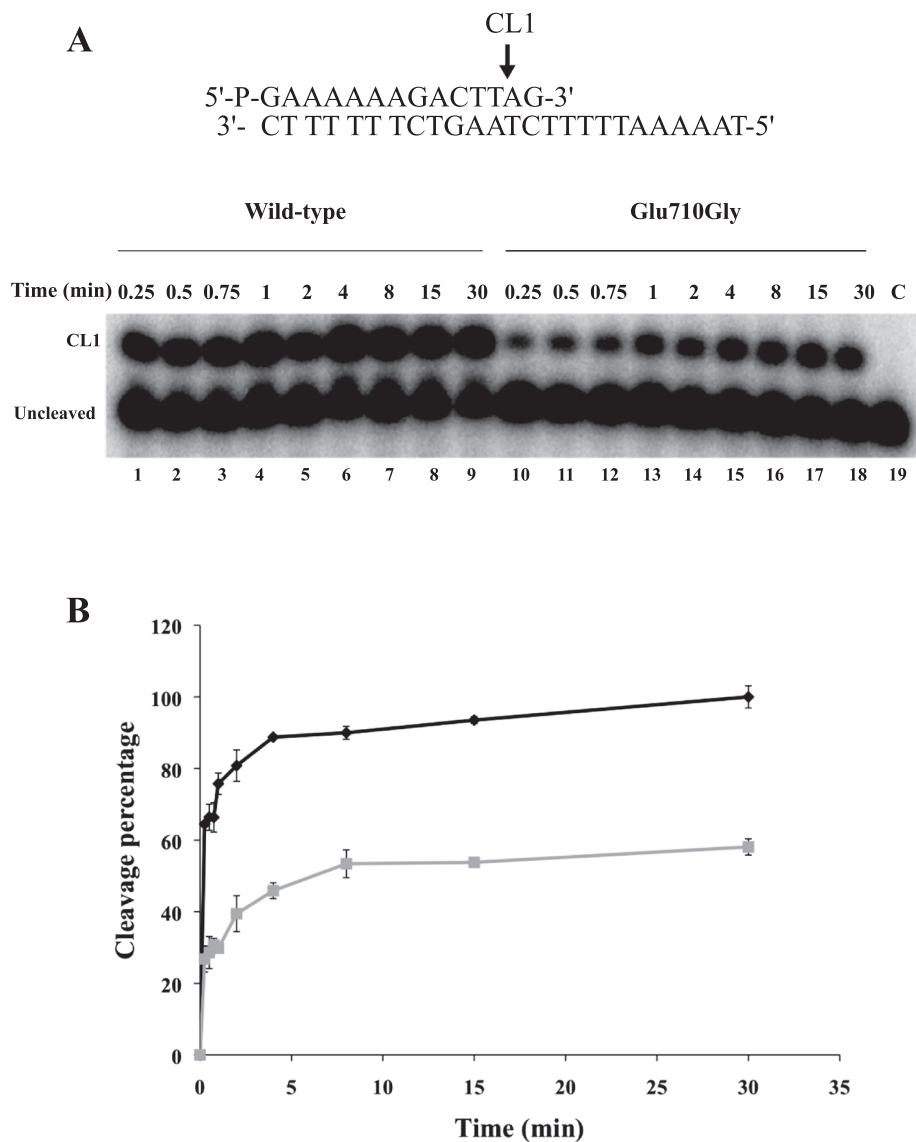 A
CL1
5'-P-GAAAAAAGACTTAG-3'
3'- CT TT TT TCTGAATCTTTTTAAAAAT-5'
Wild-type Glu710Gly
Time (min) 0.25 0.5 0.75 1 2 4 8 15 30 0.25 0.5 0.75 1 2 4 8 15 30 C
CL1
Uncleaved
1 2 3 4 5 6 7 8 9 10 11 12 13 14 15 16 17 18 19
B
Cleavage percentage
120
100
80
60
40
20
0
0 5 10 15 20 25 30 35
Time (min)